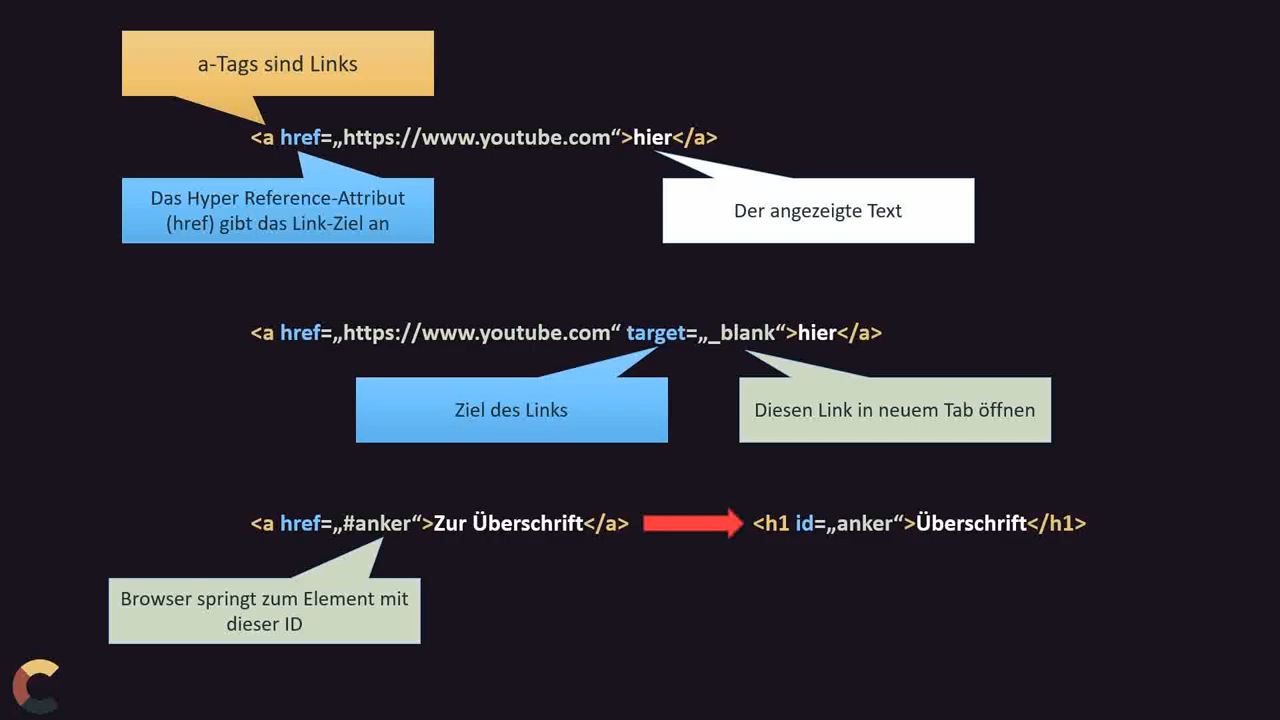 a-Tags sind Links
<a href=„https://www.youtube.com“>hier</a>
Das Hyper Reference-Attribut
(href) gibt das Link-Ziel an
Der angezeigte Text
<a href=„https://www.youtube.com“ target=„_blank“>hier</a>
Ziel des Links
Diesen Link in neuem Tab öffnen
<a href=„#anker“>Zur Überschrift</a>
<h1 id=„anker“>Überschrift</h1>
Browser springt zum Element mit
dieser ID